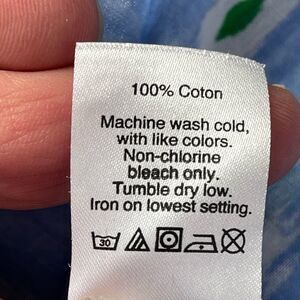 100% Coton
Machine wash cold,
with like colors.
Non-chlorine
bleach only.
Tumble dry low.
Iron on lowest setting.
30